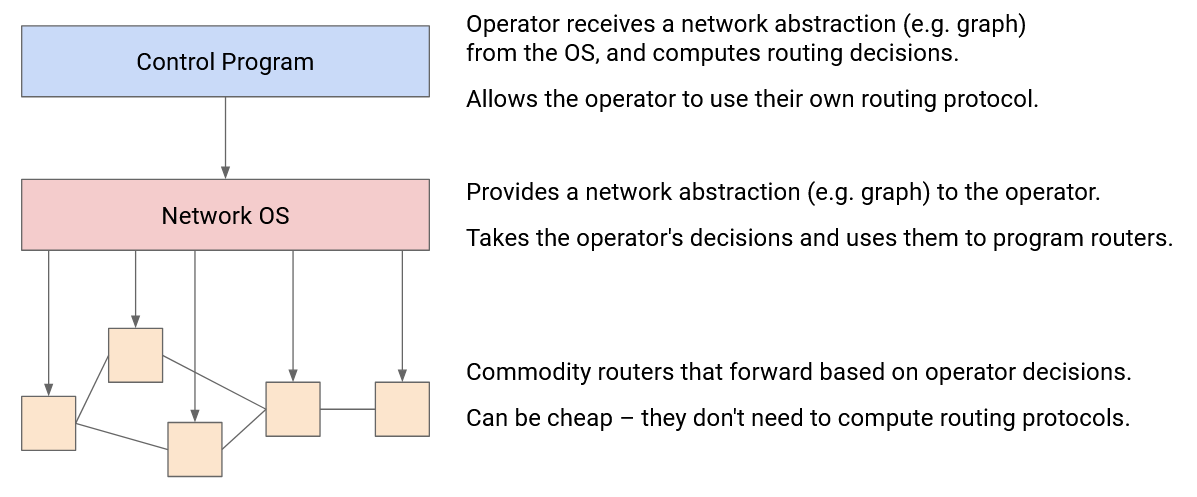 Control Program
Operator receives a network abstraction (e.g. graph)
from the OS, and computes routing decisions.
Allows the operator to use their own routing protocol.
Network OS
Provides a network abstraction (e.g. graph) to the operator.
Takes the operator's decisions and uses them to program routers.
Commodity routers that forward based on operator decisions.
Can be cheap – they don't need to compute routing protocols.